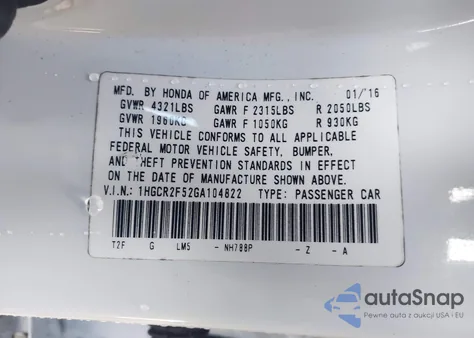 MFD. BY HONDA OF AMERICA MFG., INC. 01/'16
GVWR 4321LBS GAWR F 2315LBS R 2050LBS
GVWR 1960KG GAWR F 1050KG R 930KG
THIS VEHICLE CONFORMS TO ALL APPLICABLE
FEDERAL MOTOR VEHICLE SAFETY, BUMPER,
AND THEFT PREVENTION STANDARDS IN EFFECT
ON THE DATE OF MANUFACTURE SHOWN ABOVE.
V.I.N.: 1HGCR2F52GA104822 TYPE: PASSENGER CAR
T2F G LM5 - NH788P - Z - A
autoSnap
Pewne auta z aukcji USA i EU